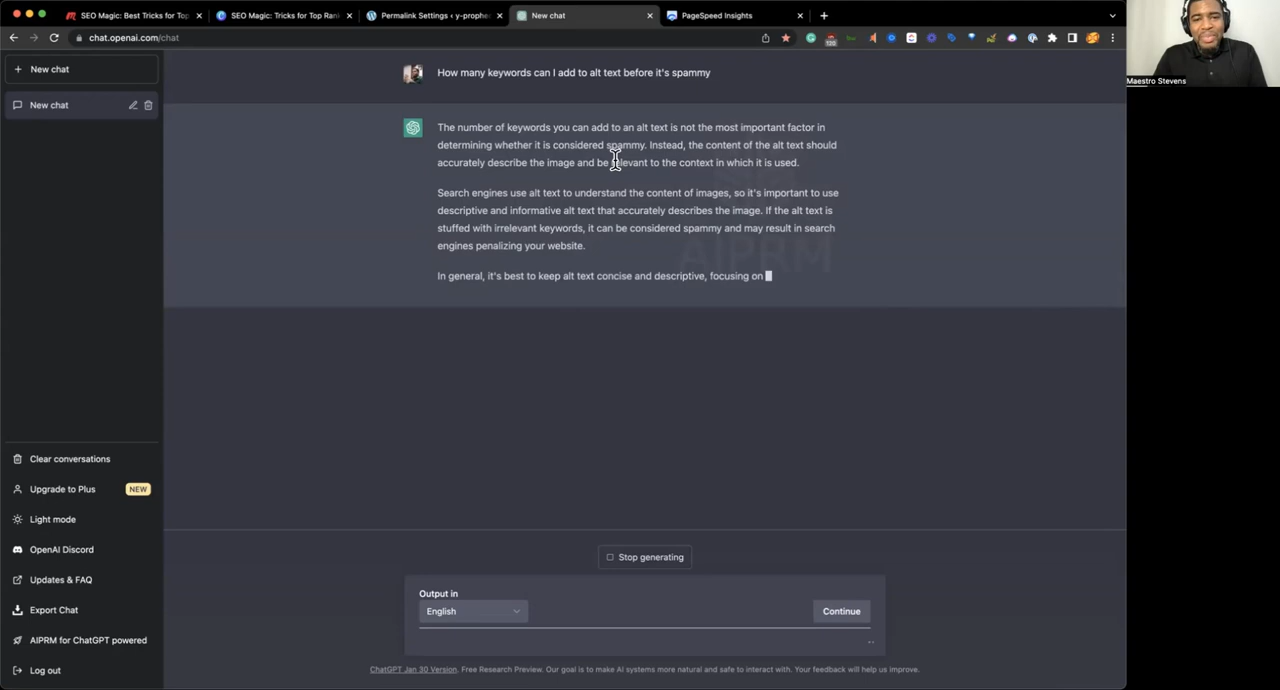 SEO Magic: Best Tricks for Top
SEO Magic: Tricks for Top Ran
Permalink Settings ‹ y-prophe
New chat
PageSpeed Insights
chat.openai.com/chat
120
Maestro Stevens
New chat
New chat
How many keywords can I add to alt text before it's spammy
The number of keywords you can add to an alt text is not the most important factor in
determining whether it is considered spammy. Instead, the content of the alt text should
accurately describe the image and be relevant to the context in which it is used.
Search engines use alt text to understand the content of images, so it's important to use
descriptive and informative alt text that accurately describes the image. If the alt text is
stuffed with irrelevant keywords, it can be considered spammy and may result in search
engines penalizing your website.
AIPRM
In general, it's best to keep alt text concise and descriptive, focusing on
Clear conversations
Upgrade to Plus NEW
Light mode
OpenAI Discord
Updates & FAQ
Export Chat
AIPRM for ChatGPT powered
Log out
Stop generating
Output in
English
Continue
ChatGPT Jan 30 Version. Free Research Preview. Our goal is to make AI systems more natural and safe to interact with. Your feedback will help us improve.